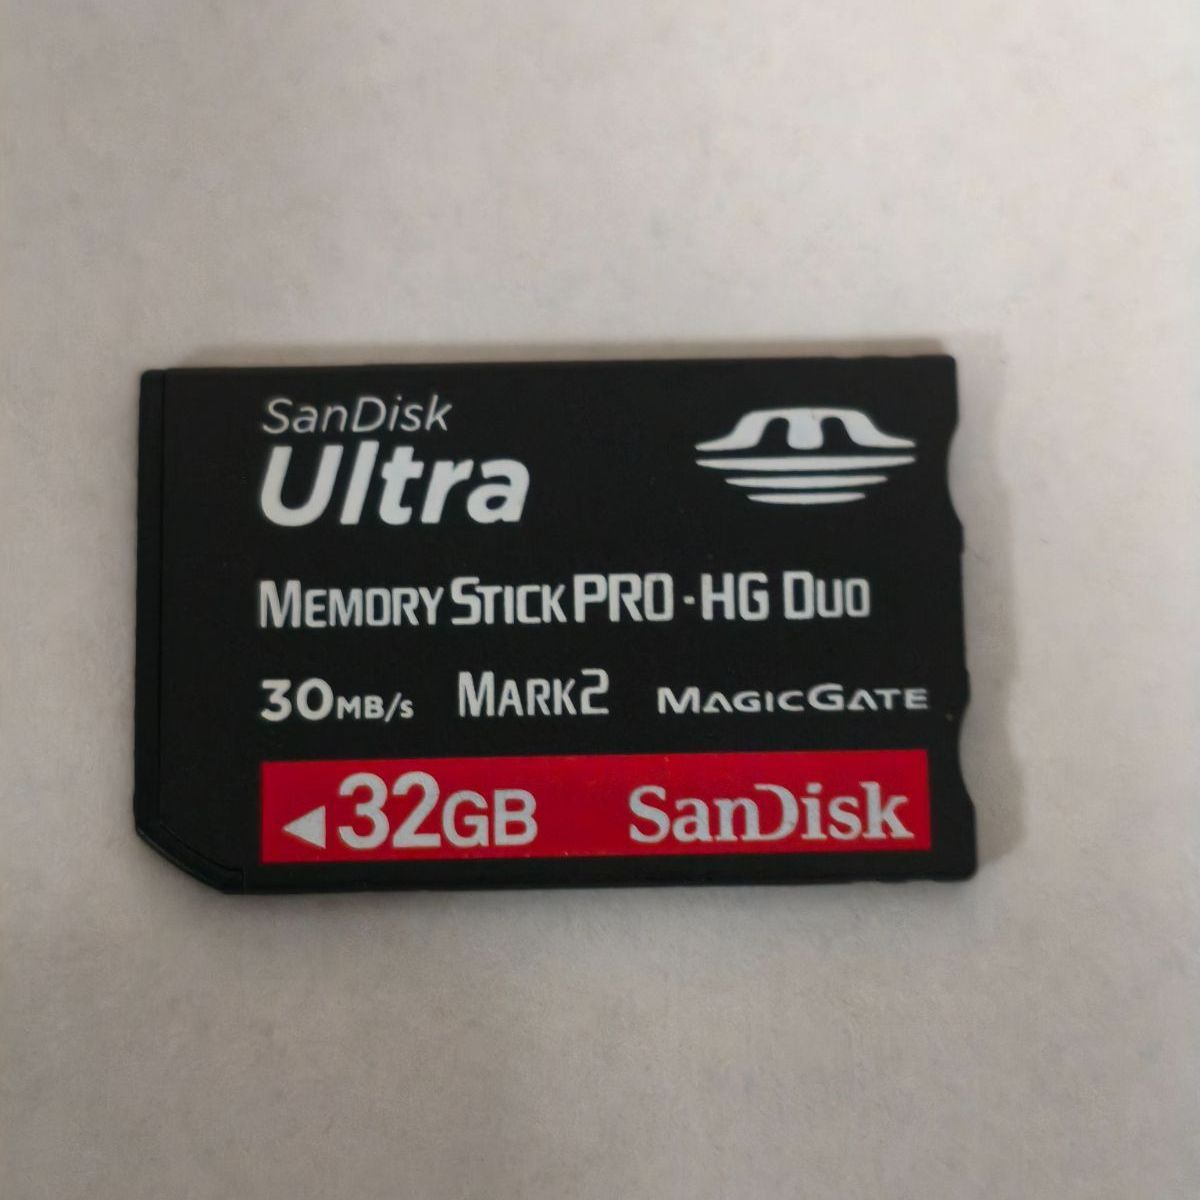 SanDisk
Ultra
MEMORY STICK PRO-HG DUO
30MB/s MARK2 MAGICGATE
32GB SanDisk